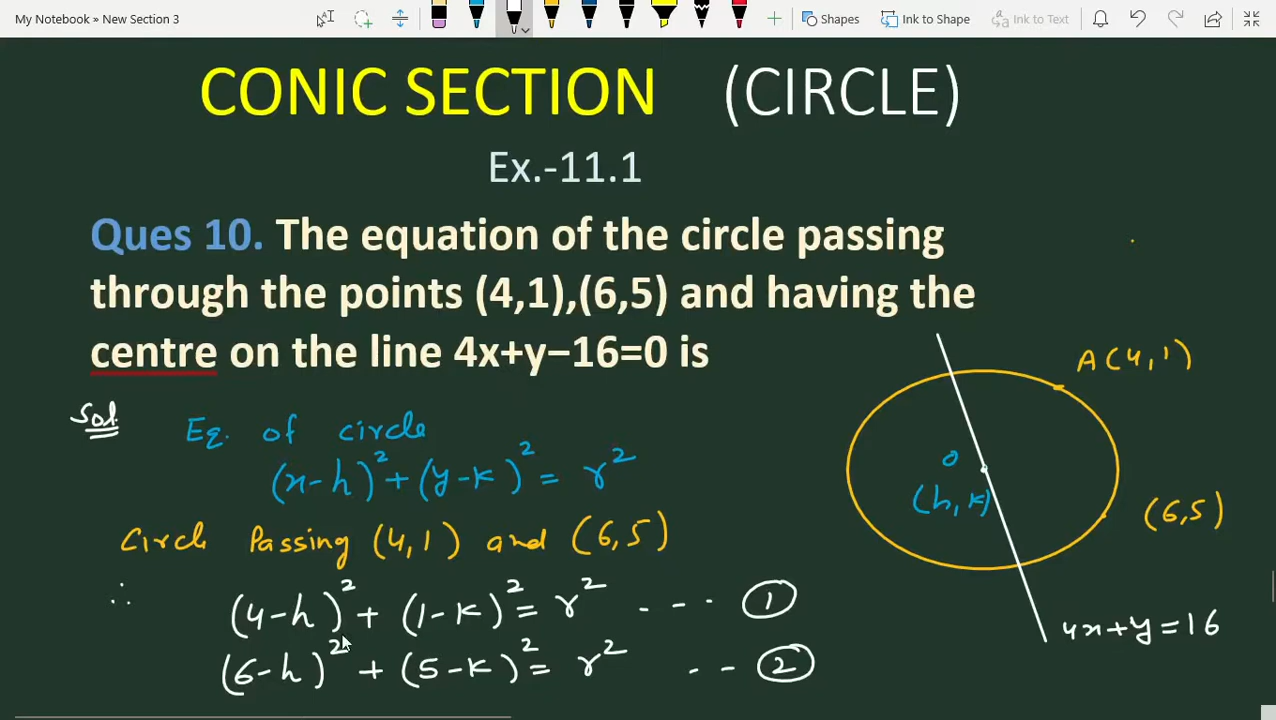 My Notebook » New Section 3
Shapes
Ink to Shape
Ink to Text
CONIC SECTION (CIRCLE)
Ex.-11.1
Ques 10. The equation of the circle passing
through the points (4,1),(6,5) and having the
centre on the line 4x+y−16=0 is
Sol.
Eq. of circle
(x-h)²+(y-k)² = r²
Circle Passing (4,1) and (6,5)
∴ (4-h)²+(1-k)²= r² ... ①
(6-h)²+(5-k)²= r² .. ②
A(4,1)
O
(h,k)
(6,5)
4x+y=16